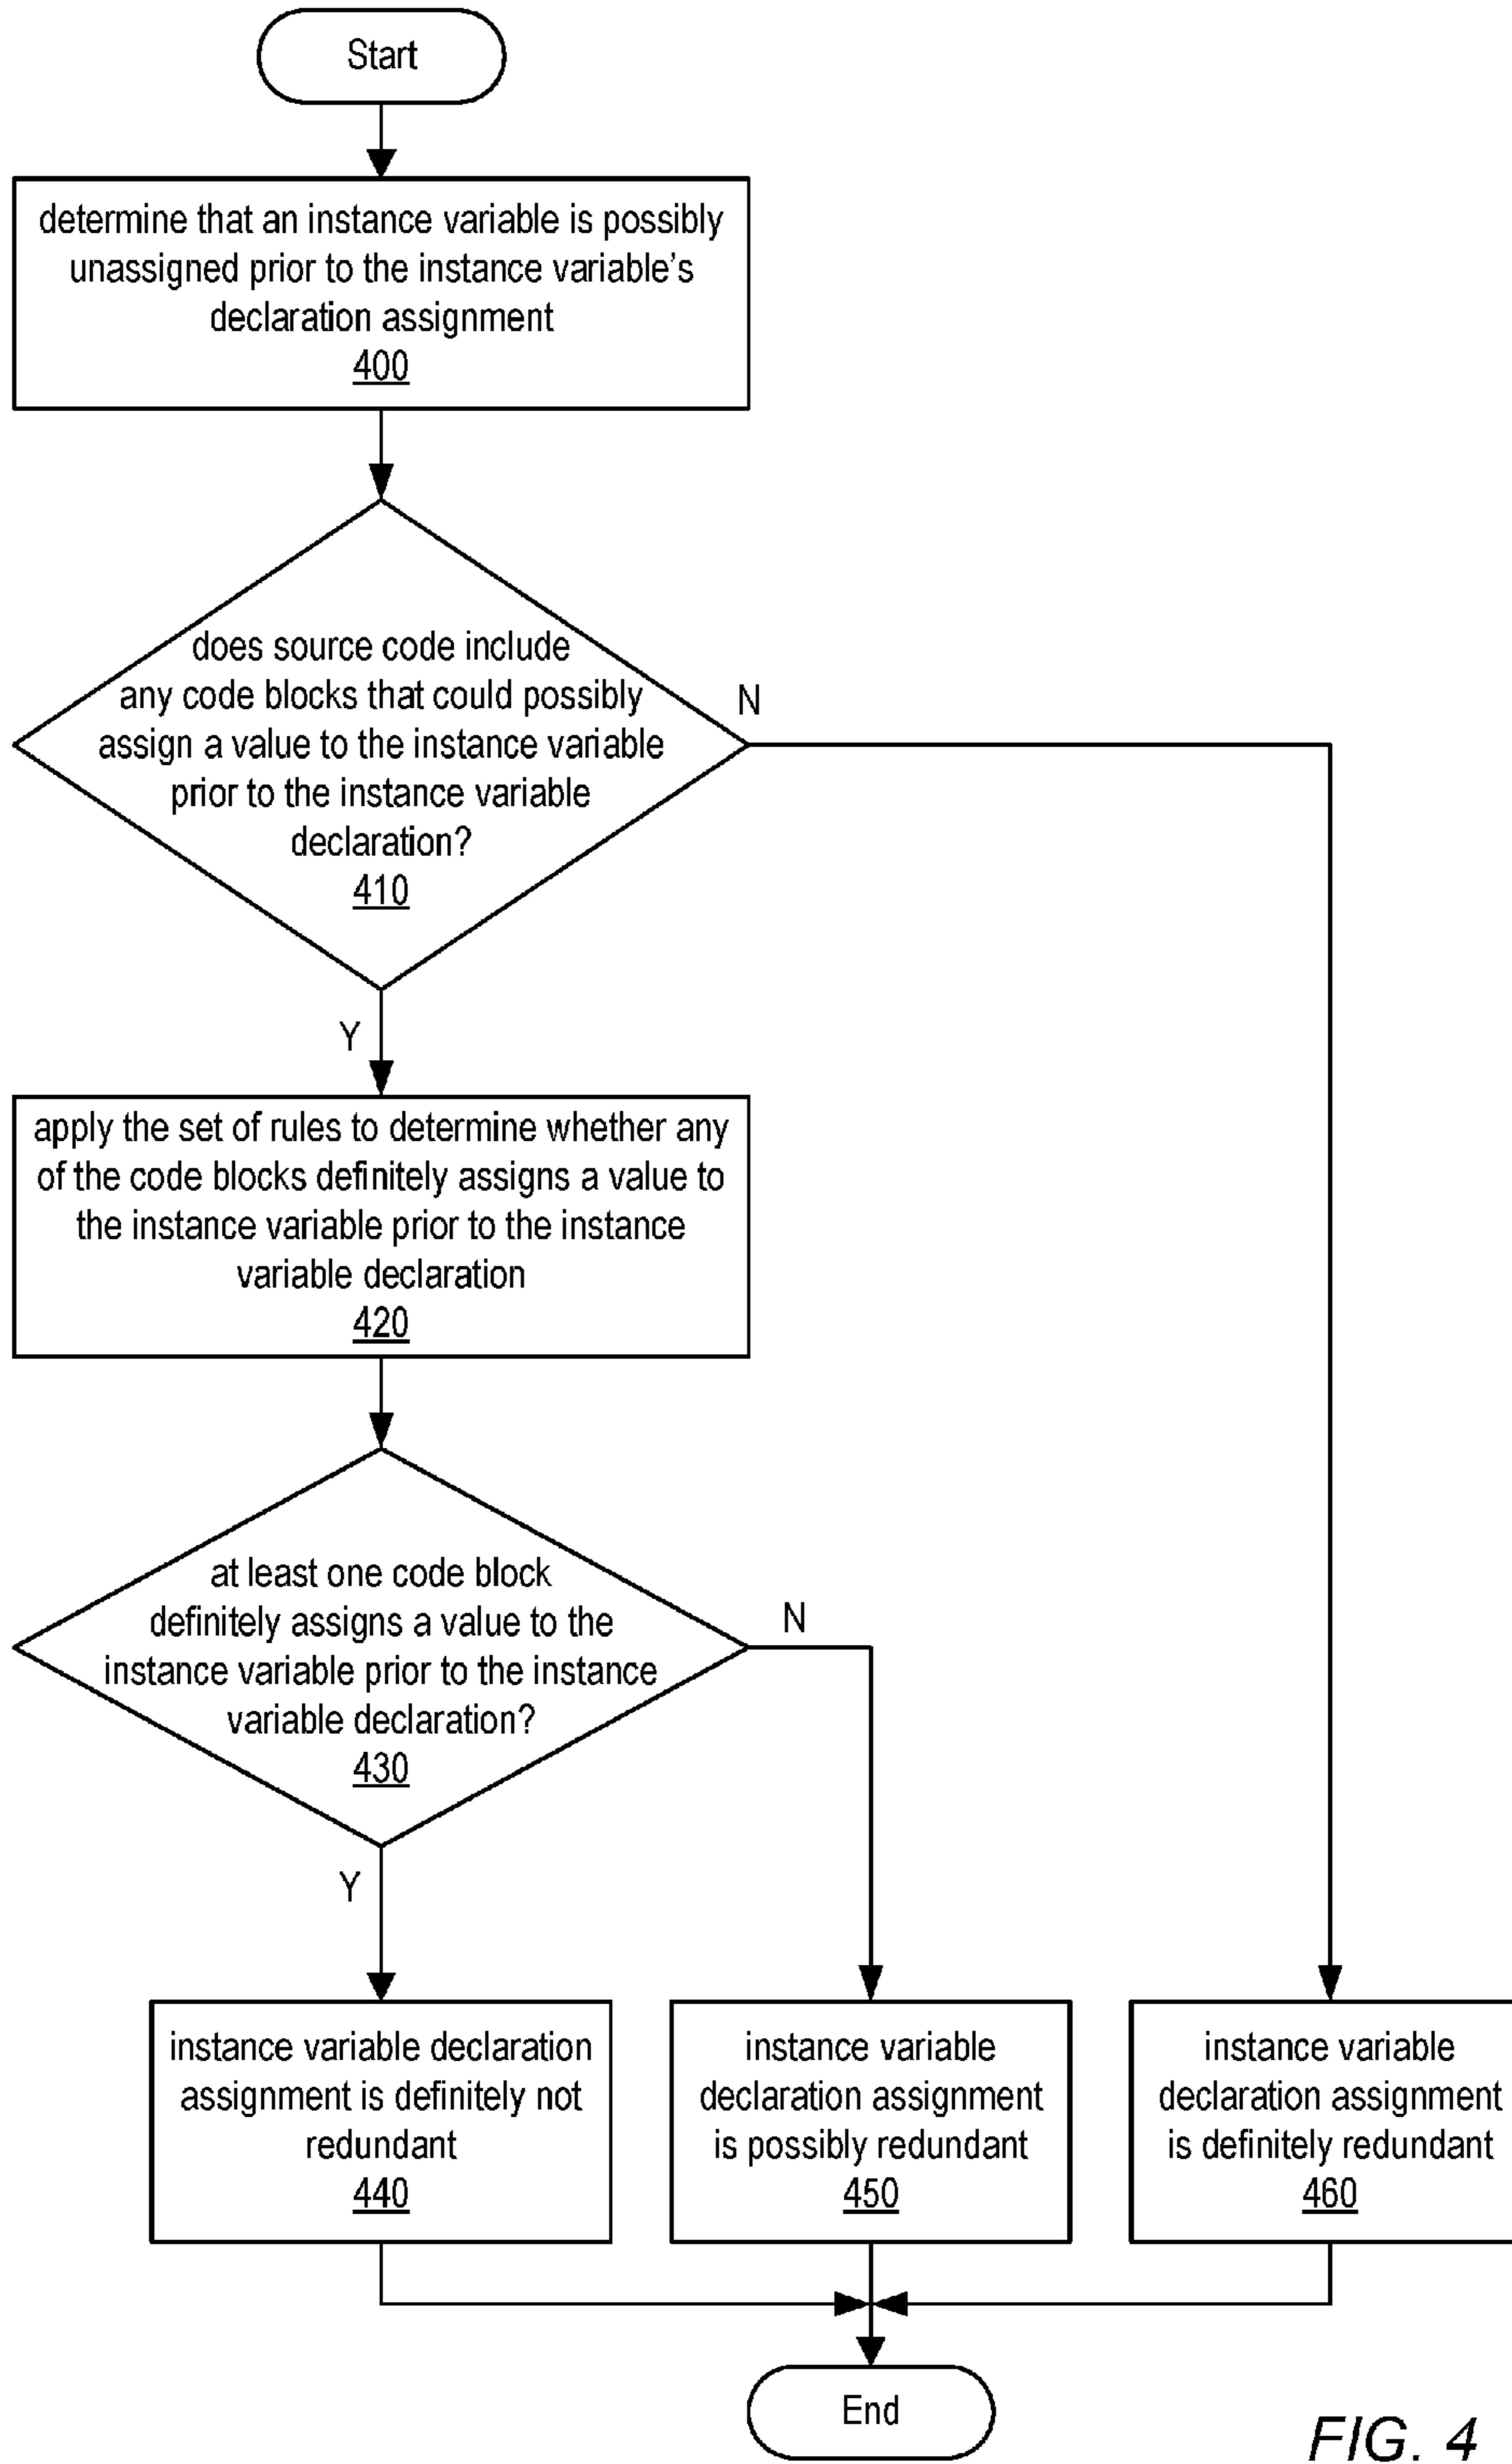 Start
determine that an instance variable is possibly
unassigned prior to the instance variable's
declaration assignment
400
does source code include
any code blocks that could possibly
assign a value to the instance variable
prior to the instance variable
declaration?
410
N
Y
apply the set of rules to determine whether any
of the code blocks definitely assigns a value to
the instance variable prior to the instance
variable declaration
420
at least one code block
definitely assigns a value to the
instance variable prior to the instance
variable declaration?
430
N
Y
instance variable declaration
assignment is definitely not
redundant
440
instance variable
declaration assignment
is possibly redundant
450
instance variable
declaration assignment
is definitely redundant
460
End
FIG. 4